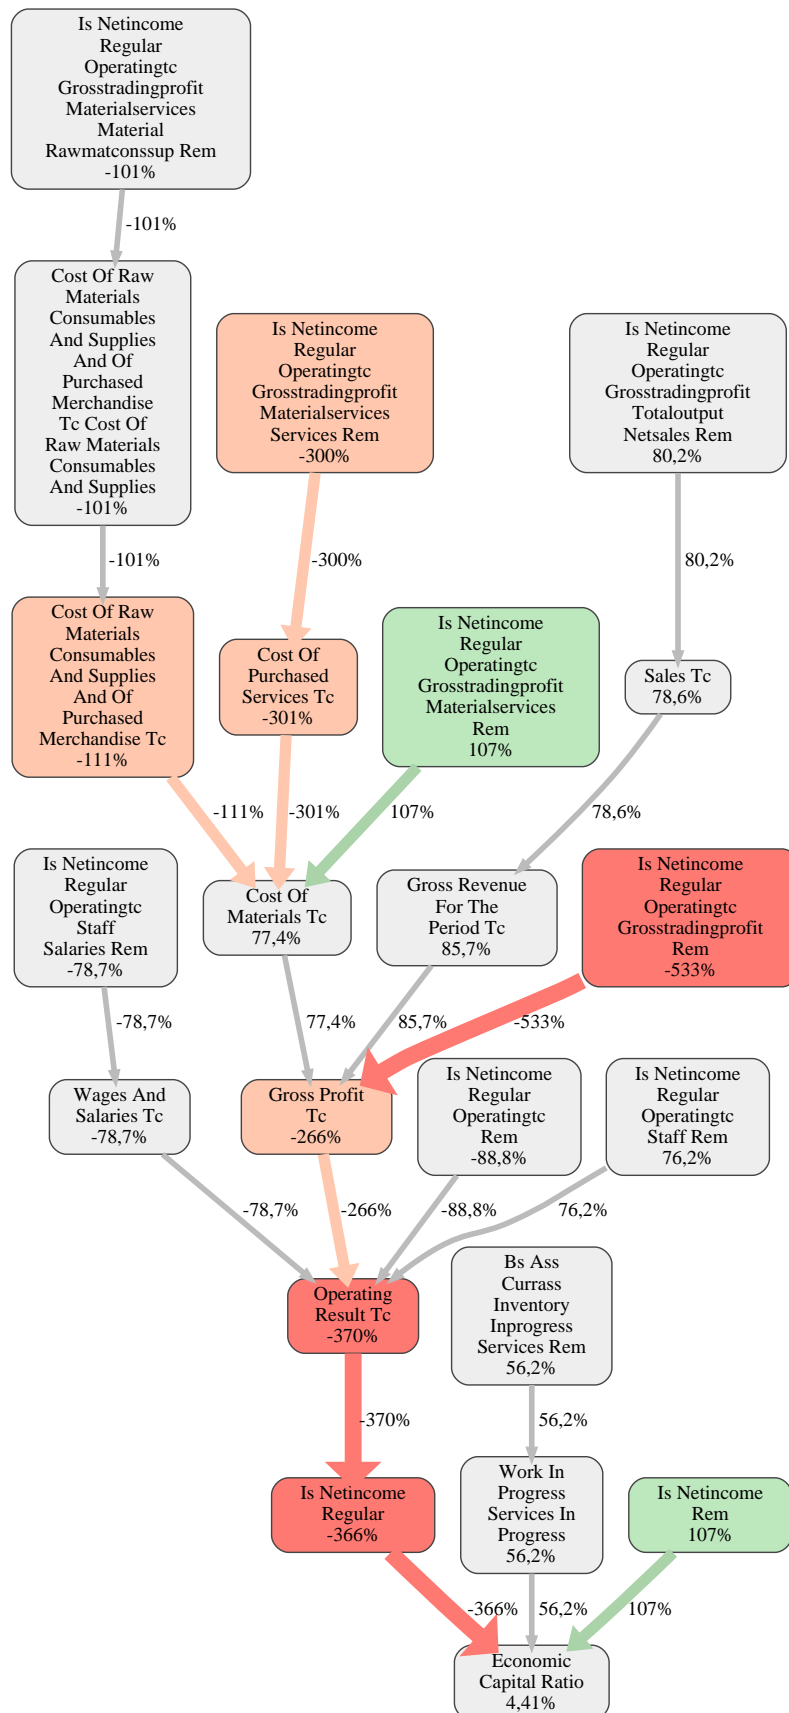 Is Netincome
Regular
Operatingtc
Grosstradingprofit
Materialservices
Material
Rawmatconssup Rem
-101%
-101%
Cost Of Raw
Materials
Consumables
And Supplies
And Of
Purchased
Merchandise
Tc Cost Of
Raw Materials
Consumables
And Supplies
-101%
Is Netincome
Regular
Operatingtc
Grosstradingprofit
Materialservices
Services Rem
-300%
Is Netincome
Regular
Operatingtc
Grosstradingprofit
Totaloutput
Netsales Rem
80,2%
-101%
-300%
80,2%
Cost Of Raw
Materials
Consumables
And Supplies
And Of
Purchased
Merchandise Tc
-111%
Cost Of
Purchased
Services Tc
-301%
Is Netincome
Regular
Operatingtc
Grosstradingprofit
Materialservices
Rem
107%
Sales Tc
78,6%
-111%
-301%
107%
78,6%
Is Netincome
Regular
Operatingtc
Staff
Salaries Rem
-78,7%
Cost Of
Materials Tc
77,4%
Gross Revenue
For The
Period Tc
85,7%
Is Netincome
Regular
Operatingtc
Grosstradingprofit
Rem
-533%
-78,7%
77,4%
85,7%
-533%
Wages And
Salaries Tc
-78,7%
Gross Profit
Tc
-266%
Is Netincome
Regular
Operatingtc
Rem
-88,8%
Is Netincome
Regular
Operatingtc
Staff Rem
76,2%
-78,7%
-266%
-88,8%
76,2%
Operating
Result Tc
-370%
Bs Ass
Currass
Inventory
Inprogress
Services Rem
56,2%
-370%
56,2%
Is Netincome
Regular
-366%
Work In
Progress
Services In
Progress
56,2%
Is Netincome
Rem
107%
-366%
56,2%
107%
Economic
Capital Ratio
4,41%